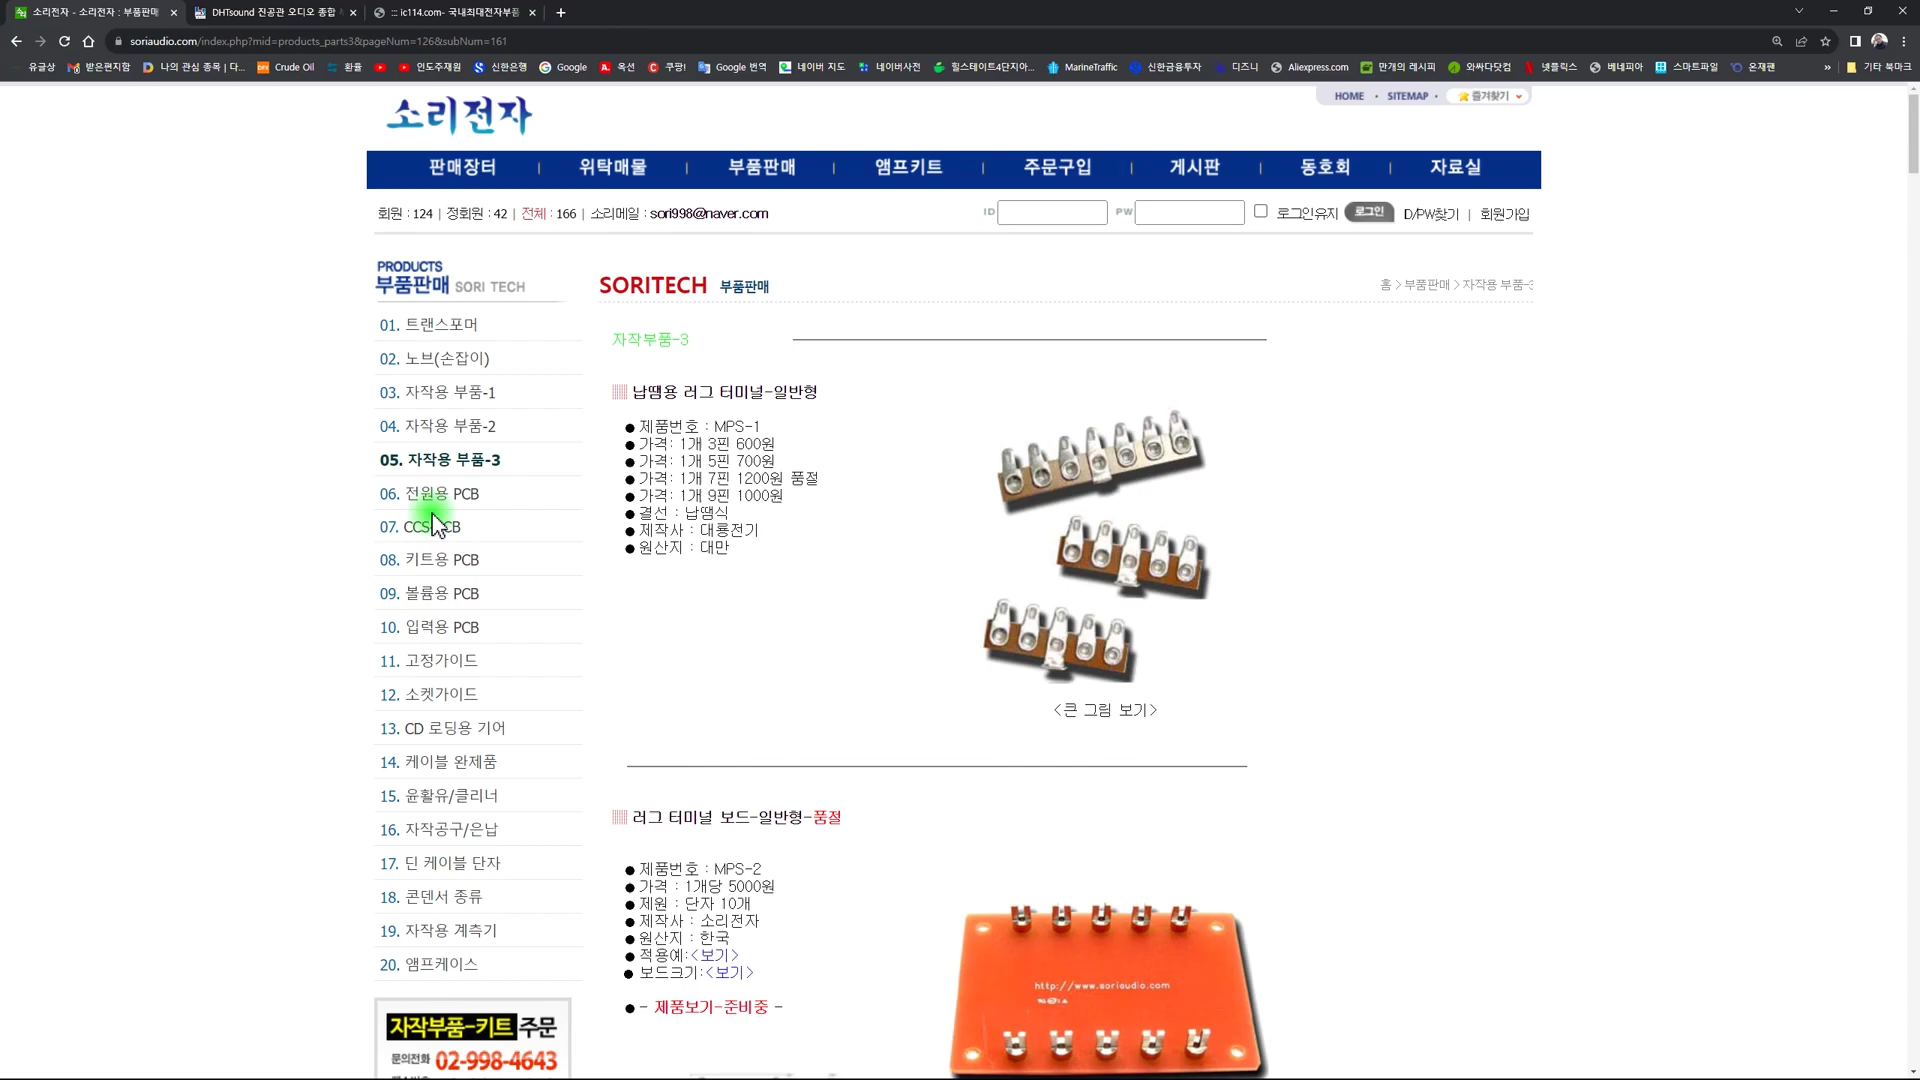 소리전자 - 소리전자 : 부품판매
DHTsound 진공관 오디오 종합
::: ic114.com- 국내최대전자부품
soriaudio.com/index.php?mid=products_parts3&pageNum=126&subNum=161
유글상 받은편지함 나의 관심 종목 | 다... Crude Oil 환율 인도주재원 신한은행 Google 옥션 쿠팡! Google 번역 네이버 지도 네이버사전 힐스테이트4단지아... MarineTraffic 신한금융투자 디즈니 Aliexpress.com 만개의 레시피 와싸다닷컴 넷플릭스 베네피아 스마트파일 온재팬 » 기타 북마크
소리전자
HOME · SITEMAP · 즐겨찾기
판매장터 | 위탁매물 | 부품판매 | 앰프키트 | 주문구입 | 게시판 | 동호회 | 자료실
회원 : 124 | 정회원 : 42 | 전체 : 166 | 소리메일 : sori998@naver.com
ID PW 로그인유지 로그인 ID/PW찾기 | 회원가입
PRODUCTS
부품판매 SORI TECH
01. 트랜스포머
02. 노브(손잡이)
03. 자작용 부품-1
04. 자작용 부품-2
05. 자작용 부품-3
06. 전원용 PCB
07. CCS PCB
08. 키트용 PCB
09. 볼륨용 PCB
10. 입력용 PCB
11. 고정가이드
12. 소켓가이드
13. CD 로딩용 기어
14. 케이블 완제품
15. 윤활유/클리너
16. 자작공구/은납
17. 딘 케이블 단자
18. 콘덴서 종류
19. 자작용 계측기
20. 앰프케이스
자작부품-키트 주문
문의전화 02-998-4643
SORITECH 부품판매
홈 > 부품판매 > 자작용 부품-3
자작부품-3
납땜용 러그 터미널-일반형
● 제품번호 : MPS-1
● 가격: 1개 3핀 600원
● 가격: 1개 5핀 700원
● 가격: 1개 7핀 1200원 품절
● 가격: 1개 9핀 1000원
● 결선 : 납땜식
● 제작사 : 대룡전기
● 원산지 : 대만
<큰 그림 보기>
러그 터미널 보드-일반형-품절
● 제품번호 : MPS-2
● 가격 : 1개당 5000원
● 제원 : 단자 10개
● 제작사 : 소리전자
● 원산지 : 한국
● 적용예:<보기>
● 보드크기:<보기>
● - 제품보기-준비중 -
http://www.soriaudio.com